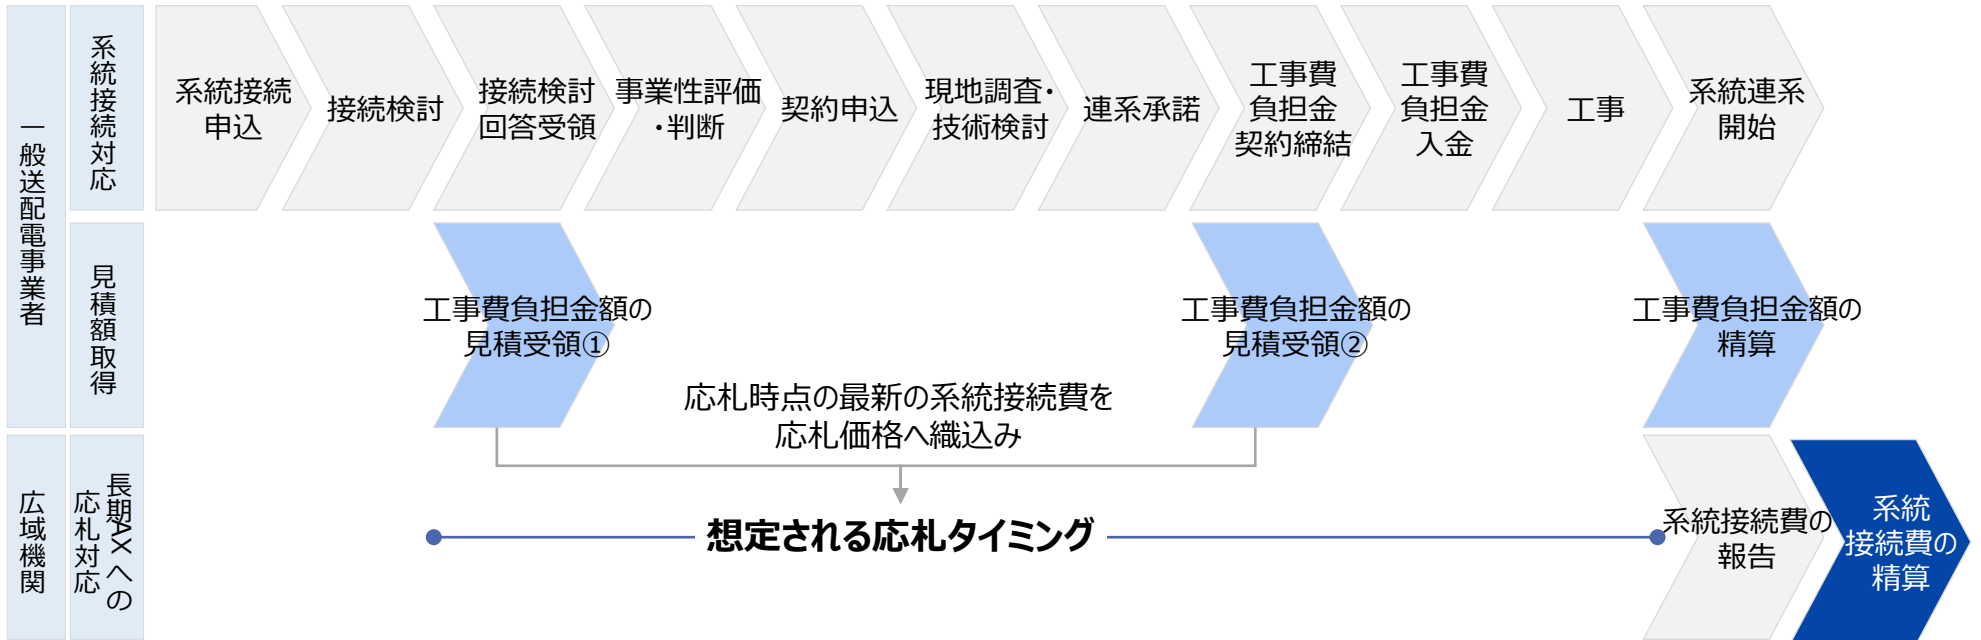 一般送配電事業者
系統接続対応
系統接続
申込
接続検討
接続検討
回答受領
事業性評価
・判断
契約申込
現地調査・
技術検討
連系承諾
工事費
負担金
契約締結
工事費
負担金
入金
工事
系統連系
開始
見積額取得
工事費負担金額の
見積受領①
工事費負担金額の
見積受領②
工事費負担金額の
精算
応札時点の最新の系統接続費を
応札価格へ織込み
広域機関
長期AXへの
応札対応
想定される応札タイミング
系統接続費の
報告
系統
接続費の
精算